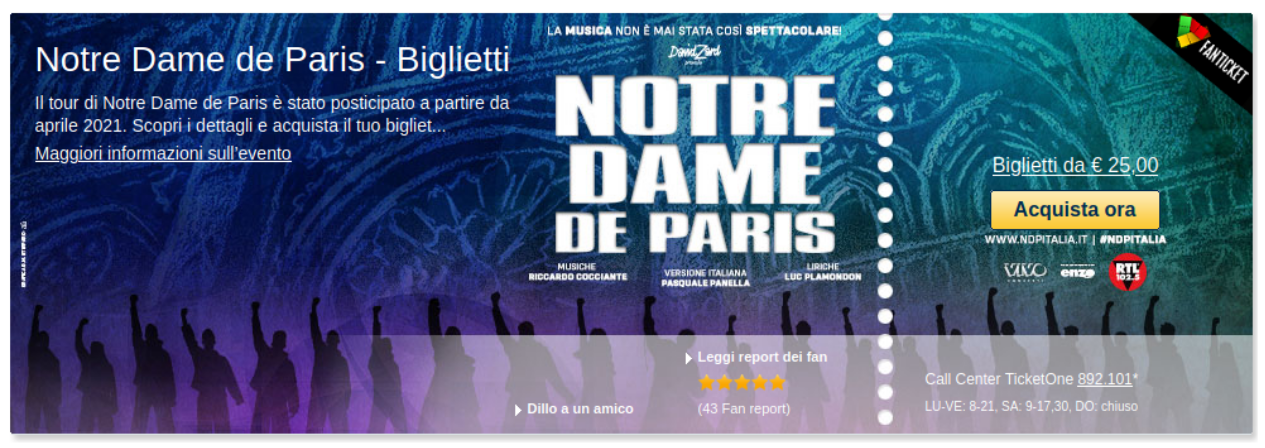 Notre Dame de Paris - Biglietti
Il tour di Notre Dame de Paris è stato posticipato a partire da
aprile 2021. Scopri i dettagli e acquista il tuo bigliet...
Maggiori informazioni sull'evento
LA MUSICA NON È MAI STATA COSÌ SPETTACOLARE!
David Zard
presenta
NOTRE
DAME
DE PARIS
MUSICHE
RICCARDO COCCIANTE
VERSIONE ITALIANA
PASQUALE PANELLA
LIRICHE
LUC PLAMONDON
Leggi report dei fan
(43 Fan report)
Dillo a un amico
FANTICKET
Biglietti da € 25,00
Acquista ora
WWW.NDPITALIA.IT | #NDPITALIA
VIVO
CONCERTI
enzo
RTL
102.5
Call Center TicketOne 892.101*
LU-VE: 8-21, SA: 9-17,30, DO: chiuso